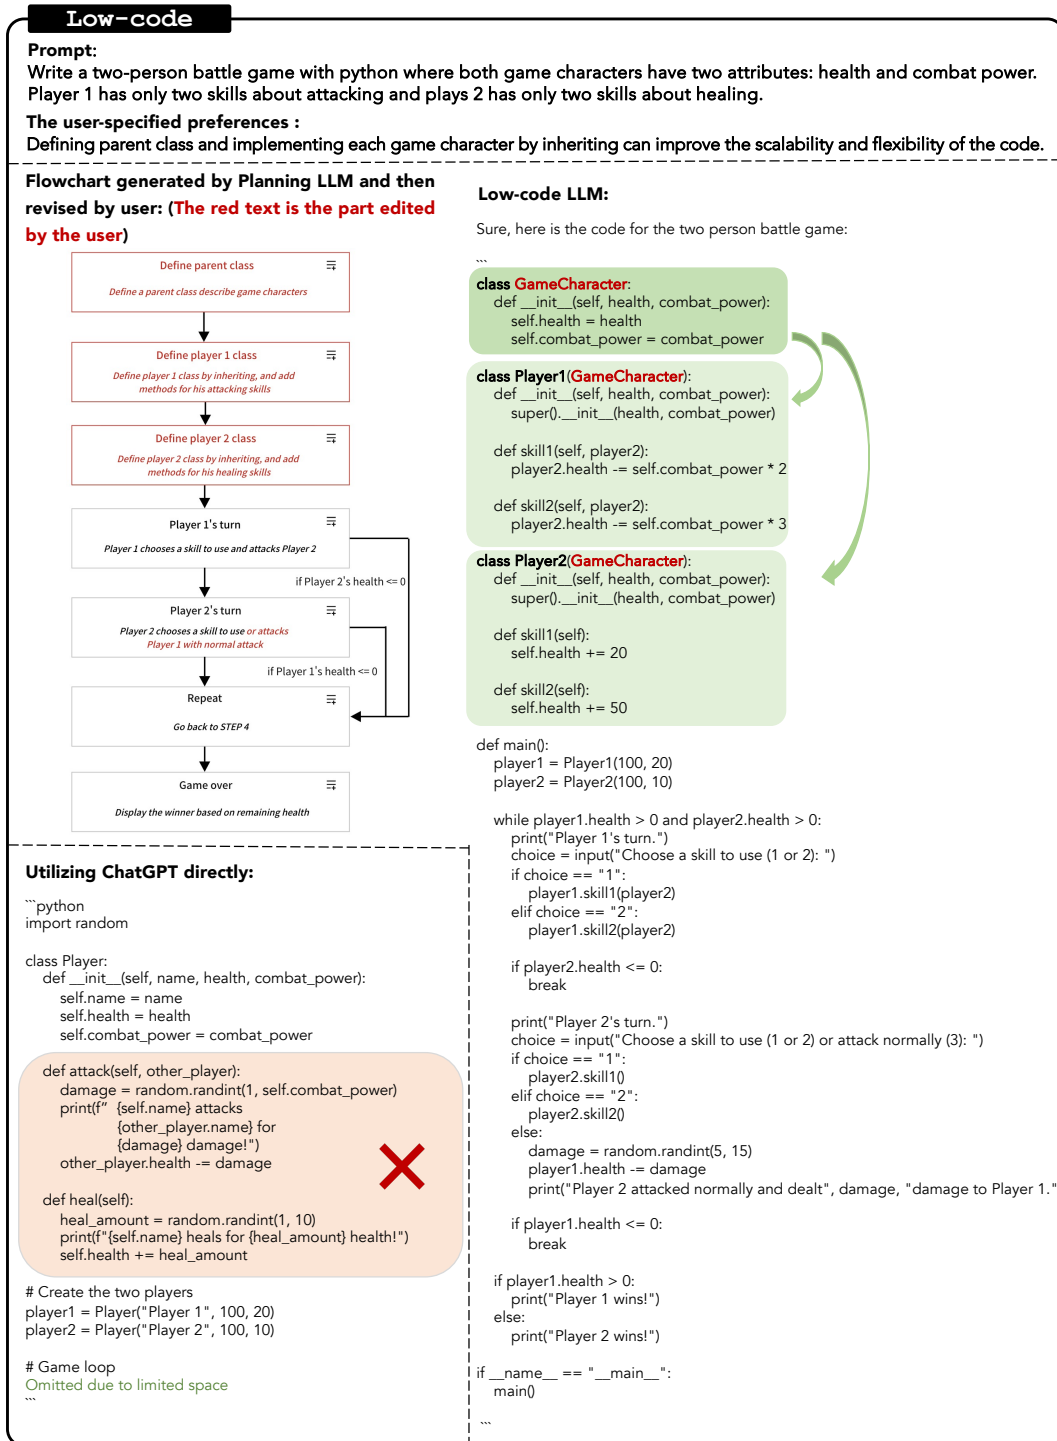 Low-code
Prompt:
Write a two-person battle game with python where both game characters have two attributes: health and combat power.
Player 1 has only two skills about attacking and plays 2 has only two skills about healing.
The user-specified preferences :
Defining parent class and implementing each game character by inheriting can improve the scalability and flexibility of the code.
Flowchart generated by Planning LLM and then
revised by user: (The red text is the part edited
by the user)
Define parent class
Define a parent class describe game characters
Define player 1 class
Define player 1 class by inheriting, and add
methods for his attacking skills
Define player 2 class
Define player 2 class by inheriting, and add
methods for his healing skills
Player 1's turn
Player 1 chooses a skill to use and attacks Player 2
if Player 2's health <= 0
Player 2's turn
Player 2 chooses a skill to use or attacks
Player 1 with normal attack
if Player 1's health <= 0
Repeat
Go back to STEP 4
Game over
Display the winner based on remaining health
Utilizing ChatGPT directly:
```python
import random
class Player:
def __init__(self, name, health, combat_power):
self.name = name
self.health = health
self.combat_power = combat_power
def attack(self, other_player):
damage = random.randint(1, self.combat_power)
print(f" {self.name} attacks
{other_player.name} for
{damage} damage!")
other_player.health -= damage
def heal(self):
heal_amount = random.randint(1, 10)
print(f"{self.name} heals for {heal_amount} health!")
self.health += heal_amount
# Create the two players
player1 = Player("Player 1", 100, 20)
player2 = Player("Player 2", 100, 10)
# Game loop
Omitted due to limited space
```
Low-code LLM:
Sure, here is the code for the two person battle game:
```
class GameCharacter:
def __init__(self, health, combat_power):
self.health = health
self.combat_power = combat_power
class Player1(GameCharacter):
def __init__(self, health, combat_power):
super().__init__(health, combat_power)
def skill1(self, player2):
player2.health -= self.combat_power * 2
def skill2(self, player2):
player2.health -= self.combat_power * 3
class Player2(GameCharacter):
def __init__(self, health, combat_power):
super().__init__(health, combat_power)
def skill1(self):
self.health += 20
def skill2(self):
self.health += 50
def main():
player1 = Player1(100, 20)
player2 = Player2(100, 10)
while player1.health > 0 and player2.health > 0:
print("Player 1's turn.")
choice = input("Choose a skill to use (1 or 2): ")
if choice == "1":
player1.skill1(player2)
elif choice == "2":
player1.skill2(player2)
if player2.health <= 0:
break
print("Player 2's turn.")
choice = input("Choose a skill to use (1 or 2) or attack normally (3): ")
if choice == "1":
player2.skill1()
elif choice == "2":
player2.skill2()
else:
damage = random.randint(5, 15)
player1.health -= damage
print("Player 2 attacked normally and dealt", damage, "damage to Player 1."
if player1.health <= 0:
break
if player1.health > 0:
print("Player 1 wins!")
else:
print("Player 2 wins!")
if __name__ == "__main__":
main()
```